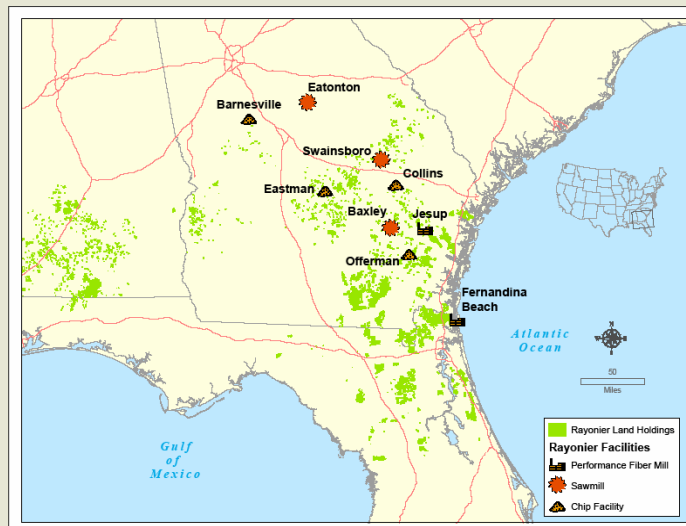 Eatonton
Barnesville
Swainsboro
Collins
Eastman
Baxley
Jesup
Offerman
Fernandina
Beach
Atlantic
Ocean
N
W
E
S
50
Miles
Gulf
of
Mexico
Rayonier Land Holdings
Rayonier Facilities
Performance Fiber Mill
Sawmill
Chip Facility